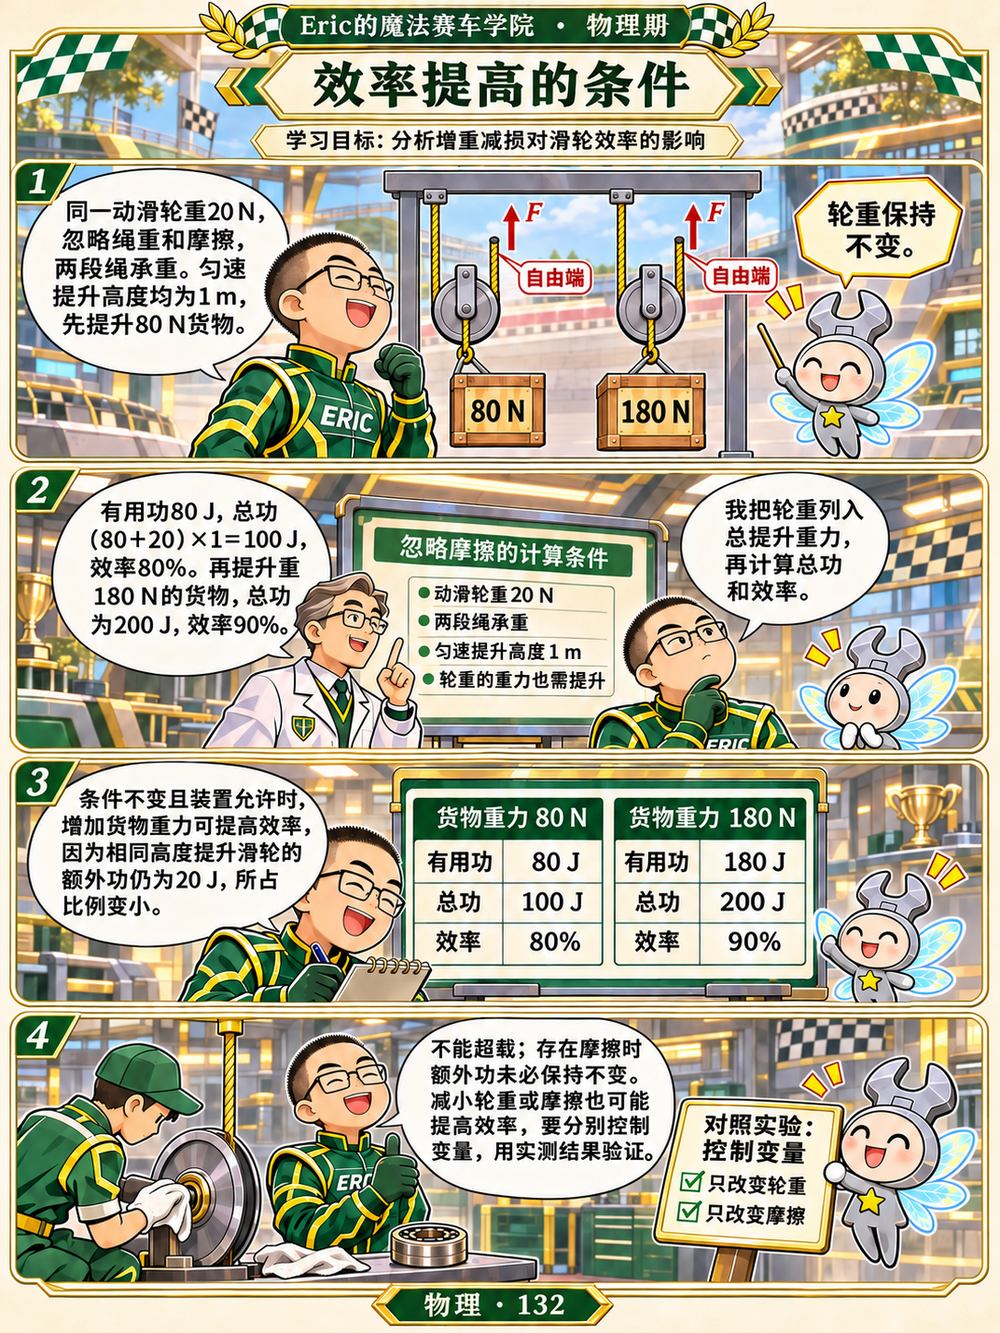 Eric的魔法赛车学院 · 物理期
效率提高的条件
学习目标：分析增重减损对滑轮效率的影响
1
同一动滑轮重20 N，
忽略绳重和摩擦，
两段绳承重。匀速
提升高度均为1 m，
先提升80 N货物。
F
自由端
F
自由端
80 N
180 N
ERIC
轮重保持
不变。
2
有用功80 J，总功
（80＋20）×1＝100 J，
效率80%。再提升重
180 N的货物，总功
为200 J，效率90%。
忽略摩擦的计算条件
动滑轮重20 N
两段绳承重
匀速提升高度1 m
轮重的重力也需提升
我把轮重列入
总提升重力，
再计算总功
和效率。
ERIC
3
条件不变且装置允许时，
增加货物重力可提高效率，
因为相同高度提升滑轮的
额外功仍为20 J，所占
比例变小。
货物重力 80 N
有用功 80 J
总功 100 J
效率 80%
货物重力 180 N
有用功 180 J
总功 200 J
效率 90%
4
不能超载；存在摩擦时
额外功未必保持不变。
减小轮重或摩擦也可能
提高效率，要分别控制
变量，用实测结果验证。
ERIC
对照实验：
控制变量
只改变轮重
只改变摩擦
物理 · 132